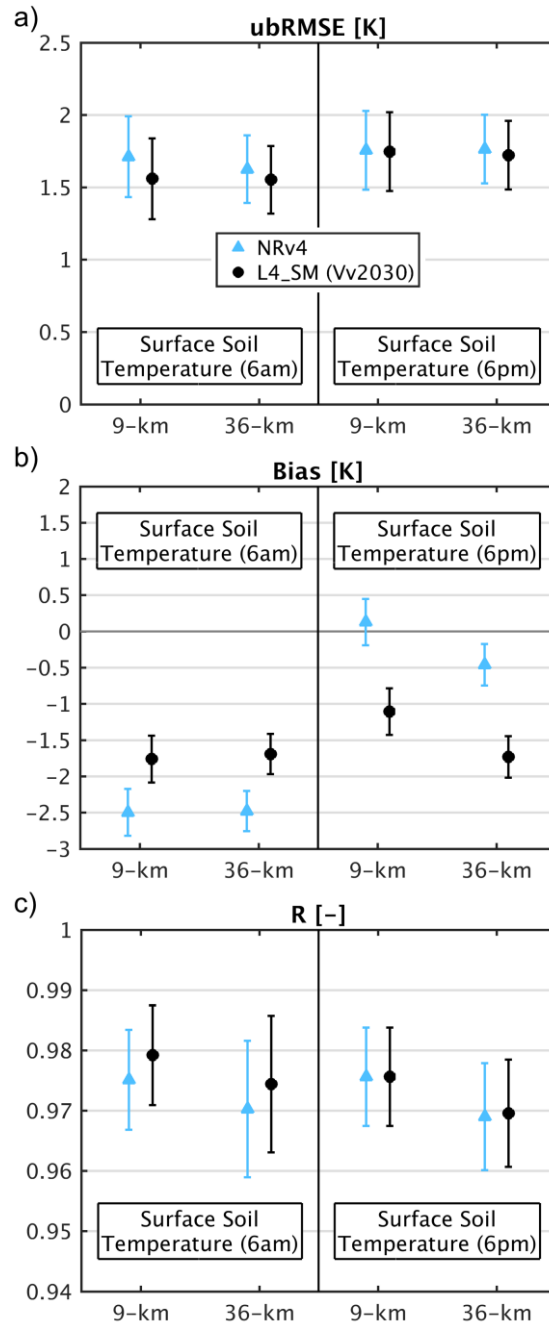 a)
ubRMSE [K]
2.5
2
1.5
1
0.5
0
NRv4
L4_SM (Vv2030)
Surface Soil
Temperature (6am)
Surface Soil
Temperature (6pm)
9-km
36-km
9-km
36-km
b)
Bias [K]
2
1.5
1
0.5
0
-0.5
-1
-1.5
-2
-2.5
-3
Surface Soil
Temperature (6am)
Surface Soil
Temperature (6pm)
9-km
36-km
9-km
36-km
c)
R [-]
1
0.99
0.98
0.97
0.96
0.95
0.94
Surface Soil
Temperature (6am)
Surface Soil
Temperature (6pm)
9-km
36-km
9-km
36-km